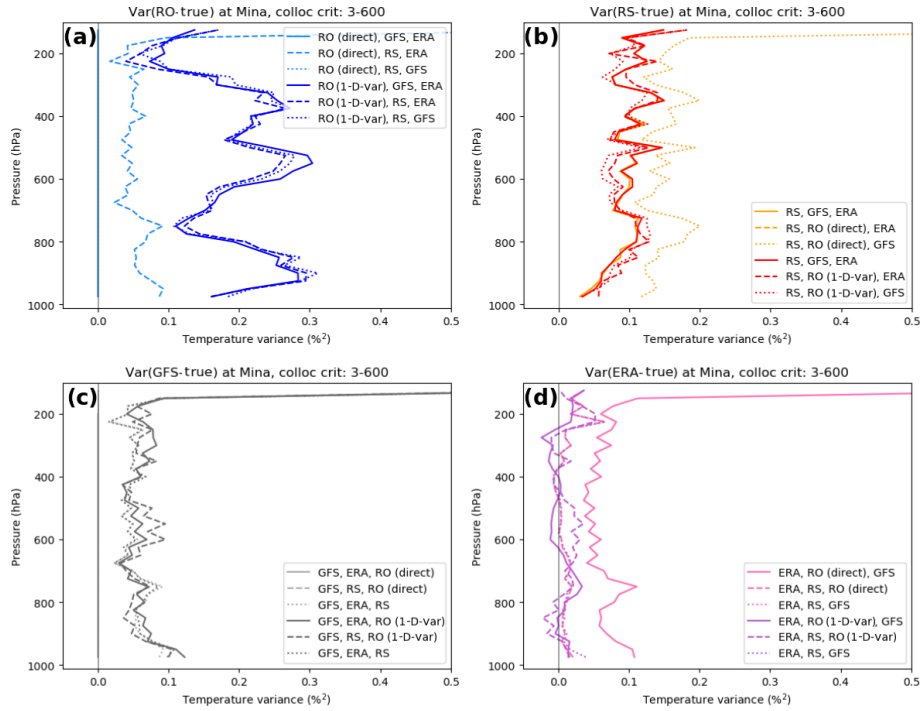 Var(RO-true) at Mina, colloc crit: 3-600
(a)
RO (direct), GFS, ERA
RO (direct), RS, ERA
RO (direct), RS, GFS
RO (1-D-var), GFS, ERA
RO (1-D-var), RS, ERA
RO (1-D-var), RS, GFS
Pressure (hPa)
200
400
600
800
1000
0.0 0.1 0.2 0.3 0.4 0.5
Temperature variance (%²)
Var(RS-true) at Mina, colloc crit: 3-600
(b)
RS, GFS, ERA
RS, RO (direct), ERA
RS, RO (direct), GFS
RS, GFS, ERA
RS, RO (1-D-var), ERA
RS, RO (1-D-var), GFS
Pressure (hPa)
200
400
600
800
1000
0.0 0.1 0.2 0.3 0.4 0.5
Temperature variance (%²)
Var(GFS-true) at Mina, colloc crit: 3-600
(c)
GFS, ERA, RO (direct)
GFS, RS, RO (direct)
GFS, ERA, RS
GFS, ERA, RO (1-D-var)
GFS, RS, RO (1-D-var)
GFS, ERA, RS
Pressure (hPa)
200
400
600
800
1000
0.0 0.1 0.2 0.3 0.4 0.5
Temperature variance (%²)
Var(ERA-true) at Mina, colloc crit: 3-600
(d)
ERA, RO (direct), GFS
ERA, RS, RO (direct)
ERA, RS, GFS
ERA, RO (1-D-var), GFS
ERA, RS, RO (1-D-var)
ERA, RS, GFS
Pressure (hPa)
200
400
600
800
1000
0.0 0.1 0.2 0.3 0.4 0.5
Temperature variance (%²)